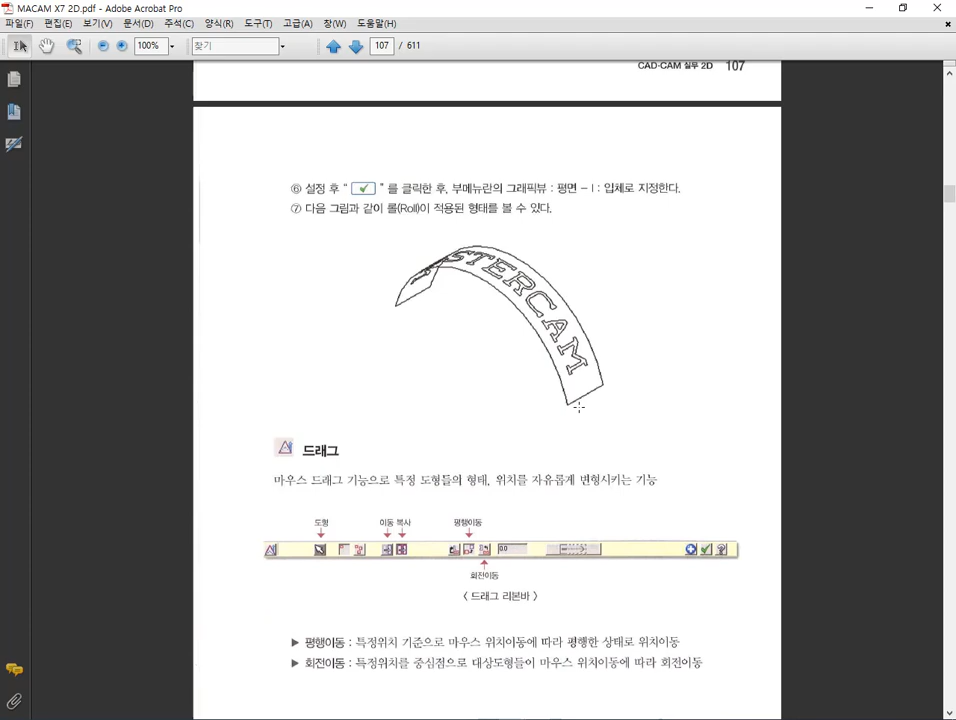 MACAM X7 2D.pdf - Adobe Acrobat Pro
파일(F) 편집(E) 보기(V) 문서(D) 주석(C) 양식(R) 도구(T) 고급(A) 창(W) 도움말(H)
100% 찾기 107 / 611
CAD·CAM 실무 2D 107
⑥ 설정 후 “ ✓ ” 를 클릭한 후, 부메뉴란의 그래픽뷰 : 평면 – I : 입체로 지정한다.
⑦ 다음 그림과 같이 롤(Roll)이 적용된 형태를 볼 수 있다.
STERCAM
드래그
마우스 드래그 기능으로 특정 도형들의 형태, 위치를 자유롭게 변형시키는 기능
도형 이동 복사 평행이동
0.0
회전이동
< 드래그 리본바 >
▶ 평행이동 : 특정위치 기준으로 마우스 위치이동에 따라 평행한 상태로 위치이동
▶ 회전이동 : 특정위치를 중심점으로 대상도형들이 마우스 위치이동에 따라 회전이동